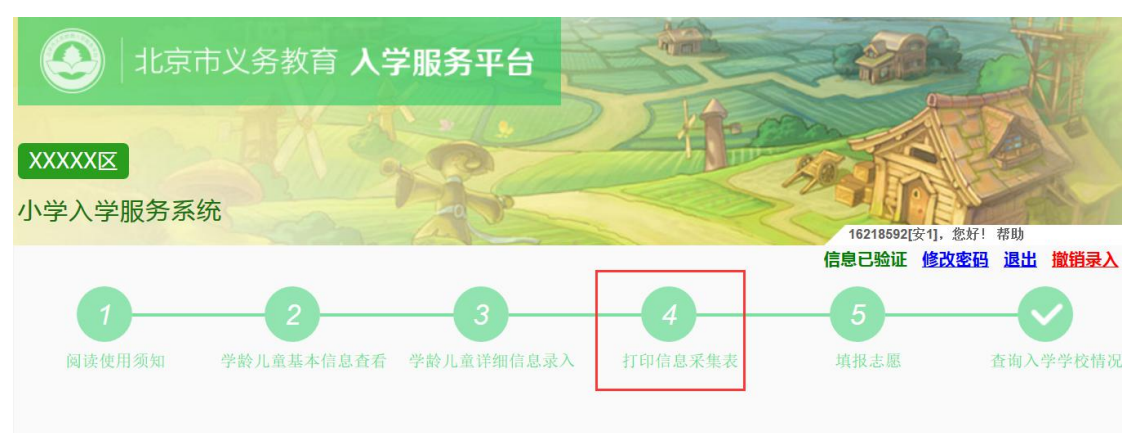 北京市义务教育 入学服务平台
XXXXX区
小学入学服务系统
16218592[安1]，您好！ 帮助
信息已验证 修改密码 退出 撤销录入
1 2 3 4 5
阅读使用须知 学龄儿童基本信息查看 学龄儿童详细信息录入 打印信息采集表 填报志愿 查询入学学校情况